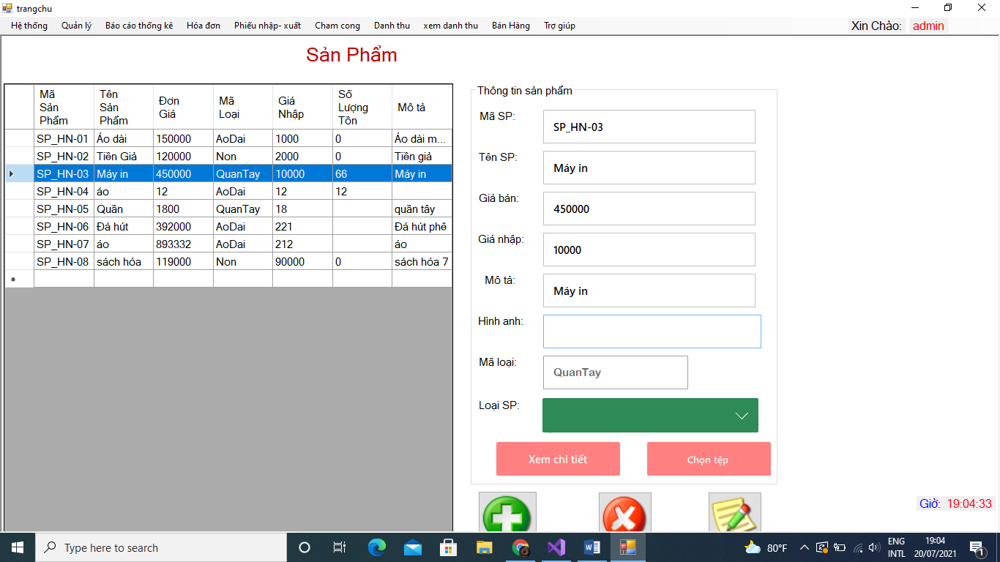 trangchu
Hệ thống Quản lý Báo cáo thống kê Hóa đơn Phiếu nhập- xuất Cham cong Danh thu xem danh thu Bán Hàng Trợ giúp Xin Chào: admin
Sản Phẩm
Mã Sản Phẩm Tên Sản Phẩm Đơn Giá Mã Loại Giá Nhập Số Lượng Tôn Mô tả
SP_HN-01 Áo dài 150000 AoDai 1000 0 Áo dài m...
SP_HN-02 Tiền Giả 120000 Non 2000 0 Tiền giả
SP_HN-03 Máy in 450000 QuanTay 10000 66 Máy in
SP_HN-04 áo 12 AoDai 12 12
SP_HN-05 Quần 1800 QuanTay 18 quần tây
SP_HN-06 Đá hút 392000 AoDai 221 Đá hút phê
SP_HN-07 áo 893332 AoDai 212 áo
SP_HN-08 sách hóa 119000 Non 90000 0 sách hóa 7
Thông tin sản phẩm
Mã SP: SP_HN-03
Tên SP: Máy in
Giá bán: 450000
Giá nhập: 10000
Mô tả: Máy in
Hình anh:
Mã loại: QuanTay
Loại SP:
Xem chi tiết Chọn tệp
Giờ: 19:04:33
Type here to search
80°F
ENG
INTL
19:04
20/07/2021
1